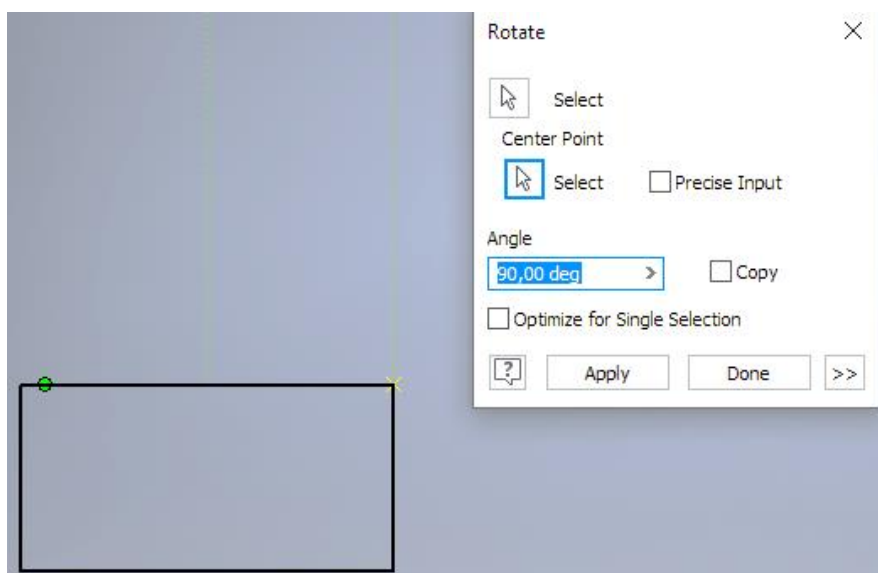 Rotate
Select
Center Point
Select Precise Input
Angle
90,00 deg > Copy
Optimize for Single Selection
? Apply Done >>